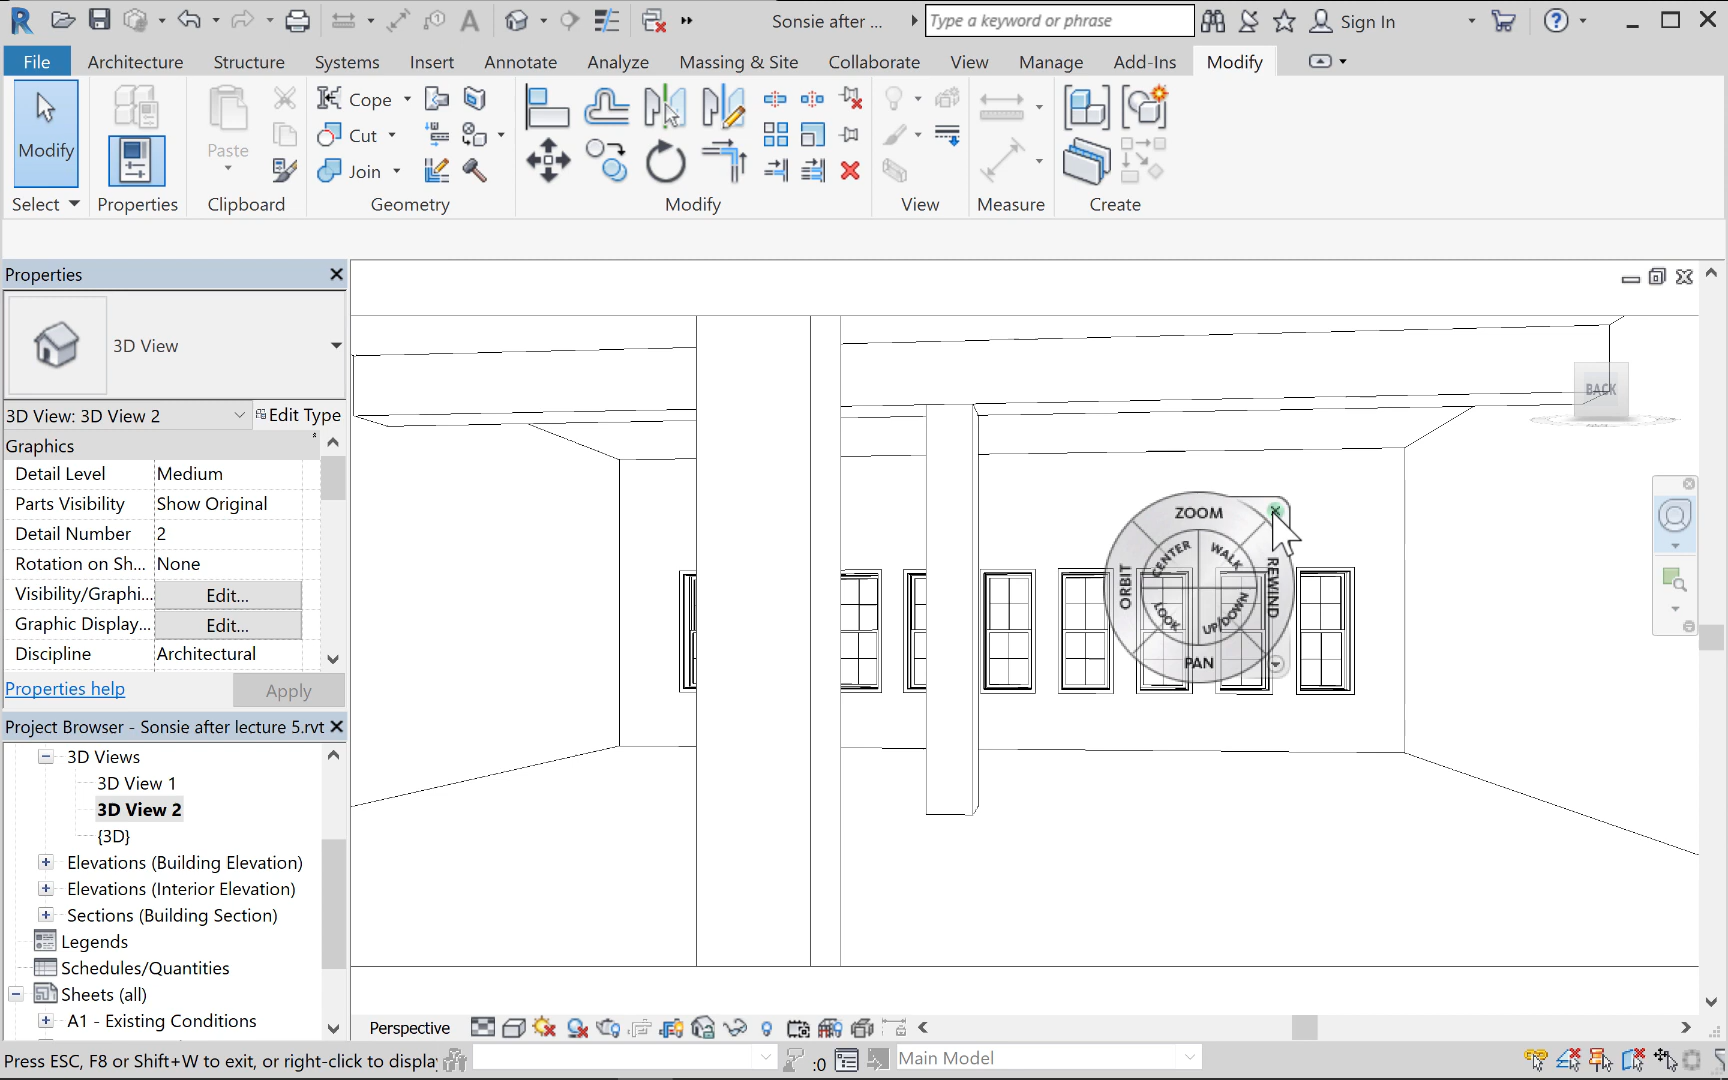 Sonsie after ...
Type a keyword or phrase
Sign In
File Architecture Structure Systems Insert Annotate Analyze Massing & Site Collaborate View Manage Add-Ins Modify
Modify
Paste
Cope
Cut
Join
Select Properties Clipboard Geometry Modify View Measure Create
Properties
3D View
3D View: 3D View 2
Edit Type
Graphics
Detail Level Medium
Parts Visibility Show Original
Detail Number 2
Rotation on Sh... None
Visibility/Graphi... Edit...
Graphic Display... Edit...
Discipline Architectural
Properties help
Apply
Project Browser - Sonsie after lecture 5.rvt
3D Views
3D View 1
3D View 2
{3D}
Elevations (Building Elevation)
Elevations (Interior Elevation)
Sections (Building Section)
Legends
Schedules/Quantities
Sheets (all)
A1 - Existing Conditions
BACK
ZOOM
CENTER
WALK
ORBIT
REWIND
LOOK
UP/DOWN
PAN
Perspective
Press ESC, F8 or Shift+W to exit, or right-click to displa
:0
Main Model